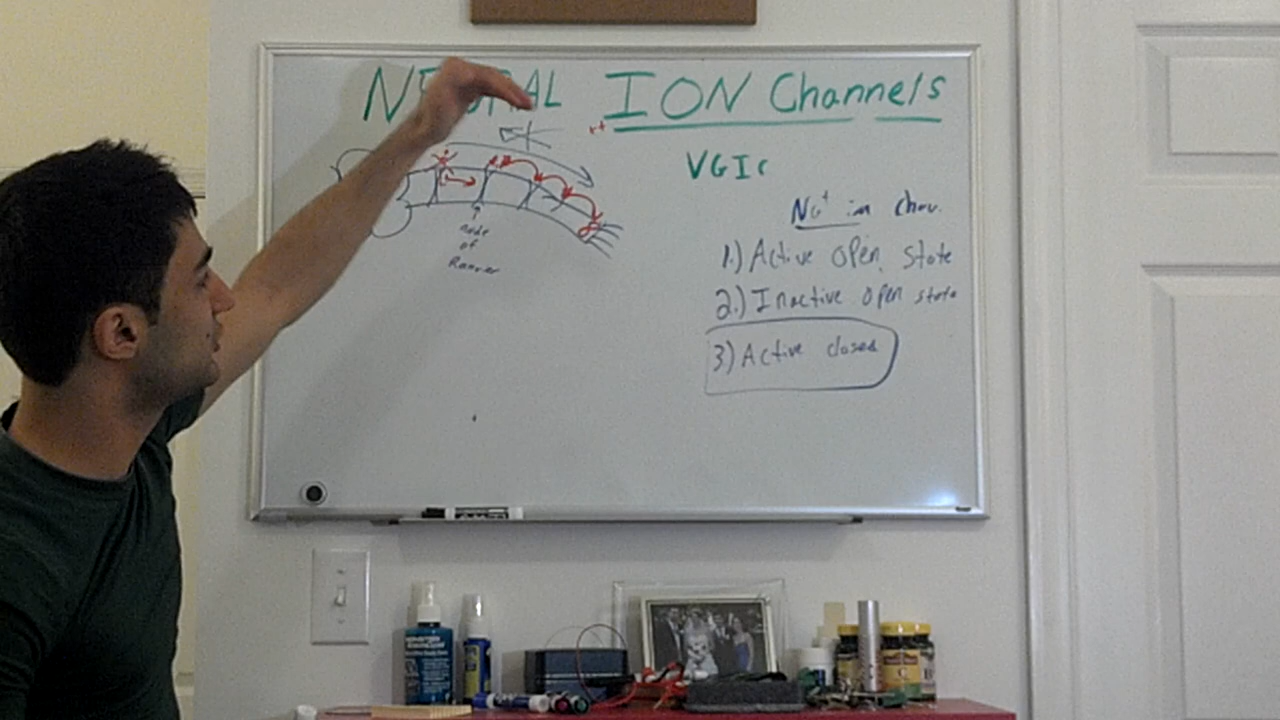 NEURAL ION Channels
VGIC
Na+ ion chan.
1.) Active open state
2.) Inactive open state
3) Active closed
node
of
Ranvier